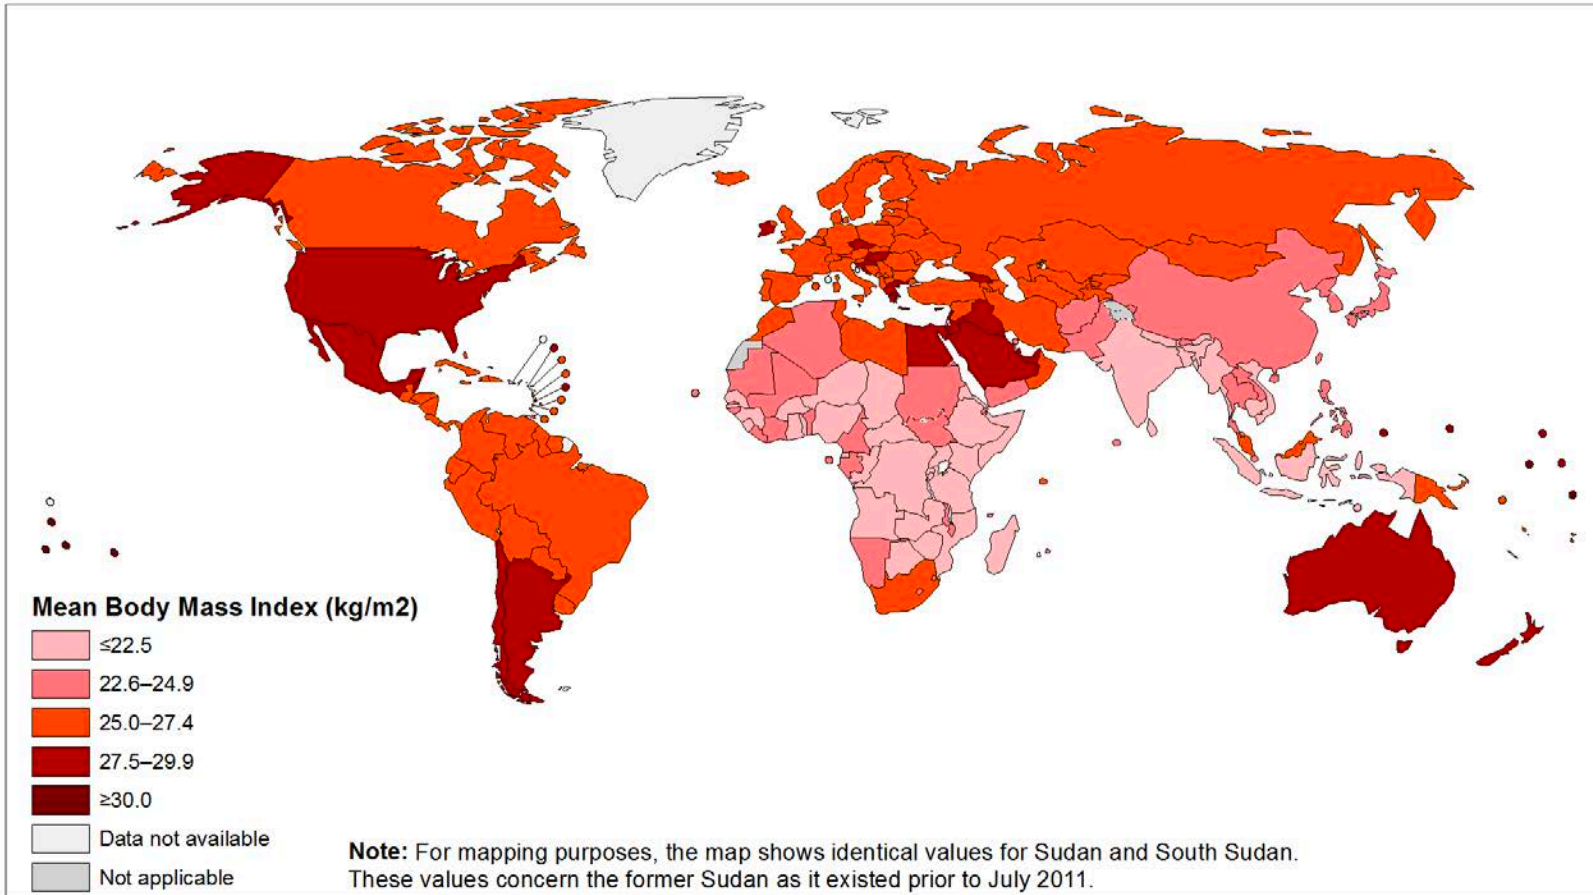 Mean Body Mass Index (kg/m2)
≤22.5
22.6–24.9
25.0–27.4
27.5–29.9
≥30.0
Data not available
Not applicable
Note: For mapping purposes, the map shows identical values for Sudan and South Sudan.
These values concern the former Sudan as it existed prior to July 2011.